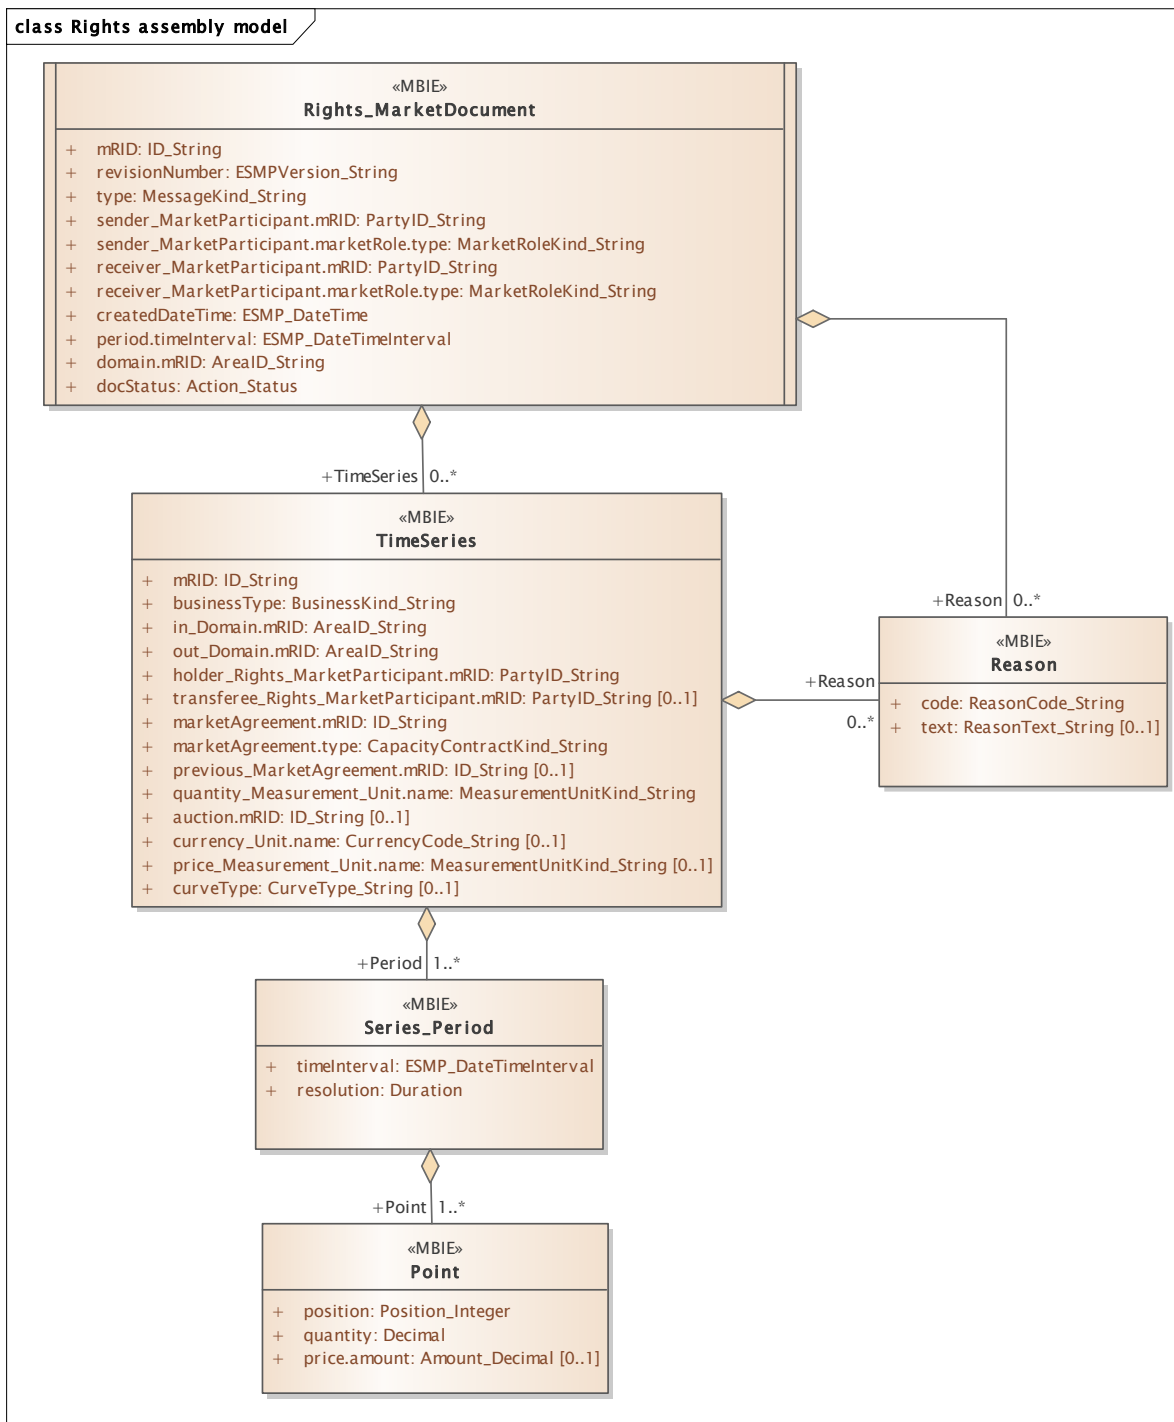 class Rights assembly model
«MBIE»
Rights_MarketDocument
+ mRID: ID_String
+ revisionNumber: ESMPVersion_String
+ type: MessageKind_String
+ sender_MarketParticipant.mRID: PartyID_String
+ sender_MarketParticipant.marketRole.type: MarketRoleKind_String
+ receiver_MarketParticipant.mRID: PartyID_String
+ receiver_MarketParticipant.marketRole.type: MarketRoleKind_String
+ createdDateTime: ESMP_DateTime
+ period.timeInterval: ESMP_DateTimeInterval
+ domain.mRID: AreaID_String
+ docStatus: Action_Status
+TimeSeries 0..*
«MBIE»
TimeSeries
+ mRID: ID_String
+ businessType: BusinessKind_String
+ in_Domain.mRID: AreaID_String
+ out_Domain.mRID: AreaID_String
+ holder_Rights_MarketParticipant.mRID: PartyID_String
+ transferee_Rights_MarketParticipant.mRID: PartyID_String [0..1]
+ marketAgreement.mRID: ID_String
+ marketAgreement.type: CapacityContractKind_String
+ previous_MarketAgreement.mRID: ID_String [0..1]
+ quantity_Measurement_Unit.name: MeasurementUnitKind_String
+ auction.mRID: ID_String [0..1]
+ currency_Unit.name: CurrencyCode_String [0..1]
+ price_Measurement_Unit.name: MeasurementUnitKind_String [0..1]
+ curveType: CurveType_String [0..1]
+Reason 0..*
+Reason
0..*
«MBIE»
Reason
+ code: ReasonCode_String
+ text: ReasonText_String [0..1]
+Period 1..*
«MBIE»
Series_Period
+ timeInterval: ESMP_DateTimeInterval
+ resolution: Duration
+Point 1..*
«MBIE»
Point
+ position: Position_Integer
+ quantity: Decimal
+ price.amount: Amount_Decimal [0..1]